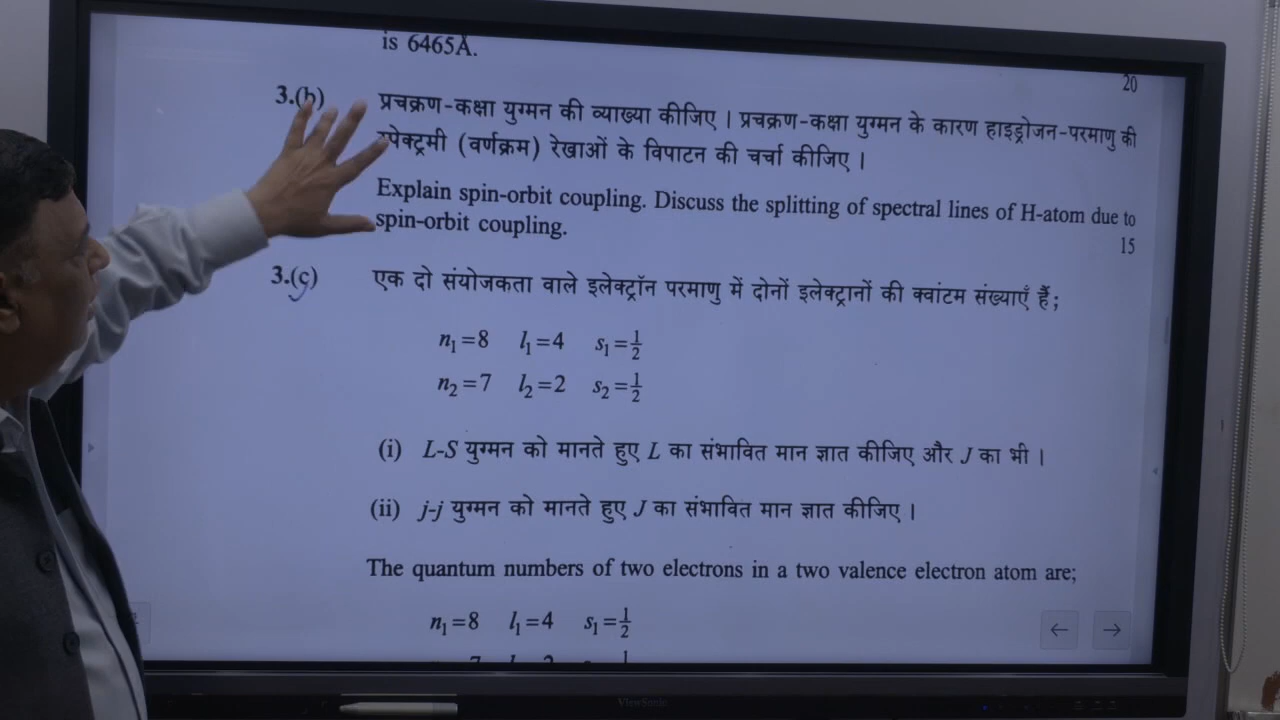 is 6465Å.
20
3.(b) प्रचक्रण-कक्षा युग्मन की व्याख्या कीजिए । प्रचक्रण-कक्षा युग्मन के कारण हाइड्रोजन-परमाणु की
स्पेक्ट्रमी (वर्णक्रम) रेखाओं के विपाटन की चर्चा कीजिए ।
Explain spin-orbit coupling. Discuss the splitting of spectral lines of H-atom due to
spin-orbit coupling.
15
3.(c) एक दो संयोजकता वाले इलेक्ट्रॉन परमाणु में दोनों इलेक्ट्रानों की क्वांटम संख्याएँ हैं;
n₁=8 l₁=4 s₁=½
n₂=7 l₂=2 s₂=½
(i) L-S युग्मन को मानते हुए L का संभावित मान ज्ञात कीजिए और J का भी ।
(ii) j-j युग्मन को मानते हुए J का संभावित मान ज्ञात कीजिए ।
The quantum numbers of two electrons in a two valence electron atom are;
n₁=8 l₁=4 s₁=½
ViewSonic